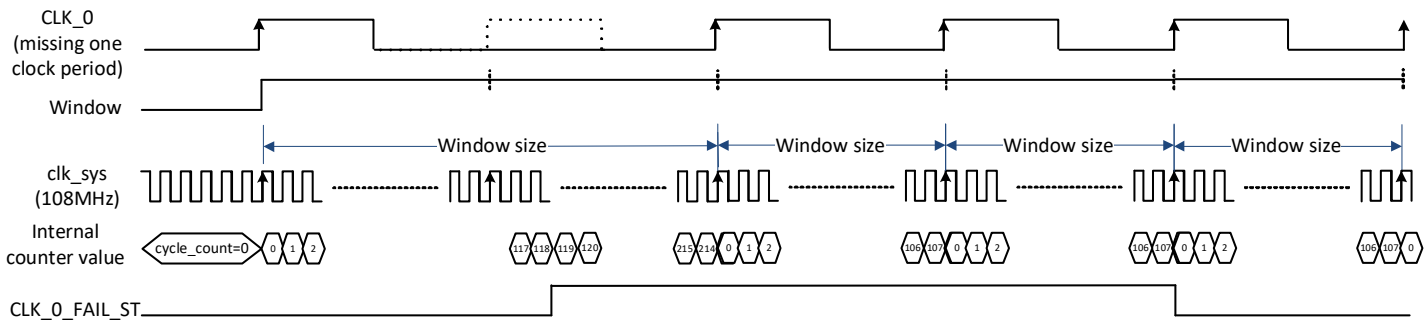 CLK_0
(missing one
clock period)
Window
Window size Window size Window size Window size
clk_sys
(108MHz)
Internal
counter value
cycle_count=0 0 1 2 117 118 119 120 215 214 0 1 2 106 107 0 1 2 106 107 0 1 2 106 107 0
CLK_0_FAIL_ST